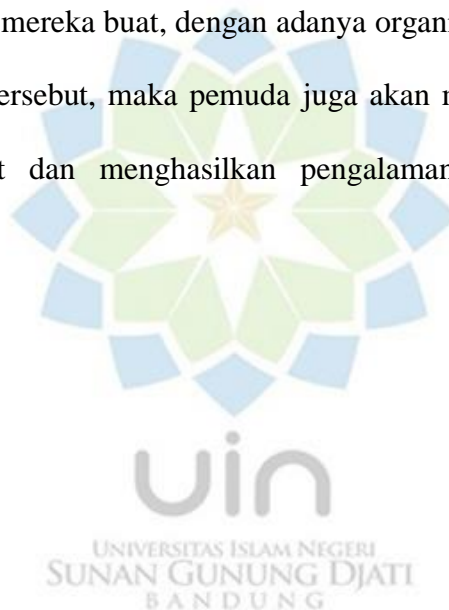 mereka buat, dengan adanya organi
ersebut, maka pemuda juga akan
t dan menghasilkan pengalaman
uin
UNIVERSITAS ISLAM NEGERI
SUNAN GUNUNG DJATI
BANDUNG